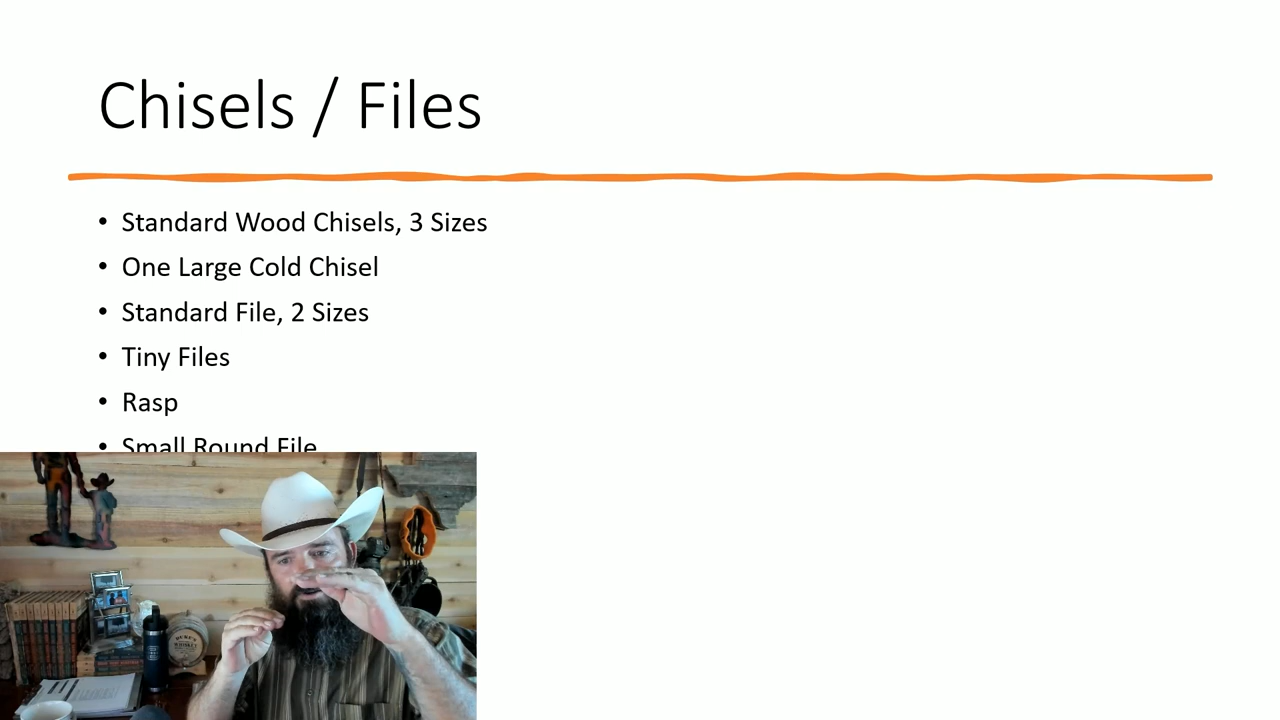 Chisels / Files
• Standard Wood Chisels, 3 Sizes
• One Large Cold Chisel
• Standard File, 2 Sizes
• Tiny Files
• Rasp
• Small Round File